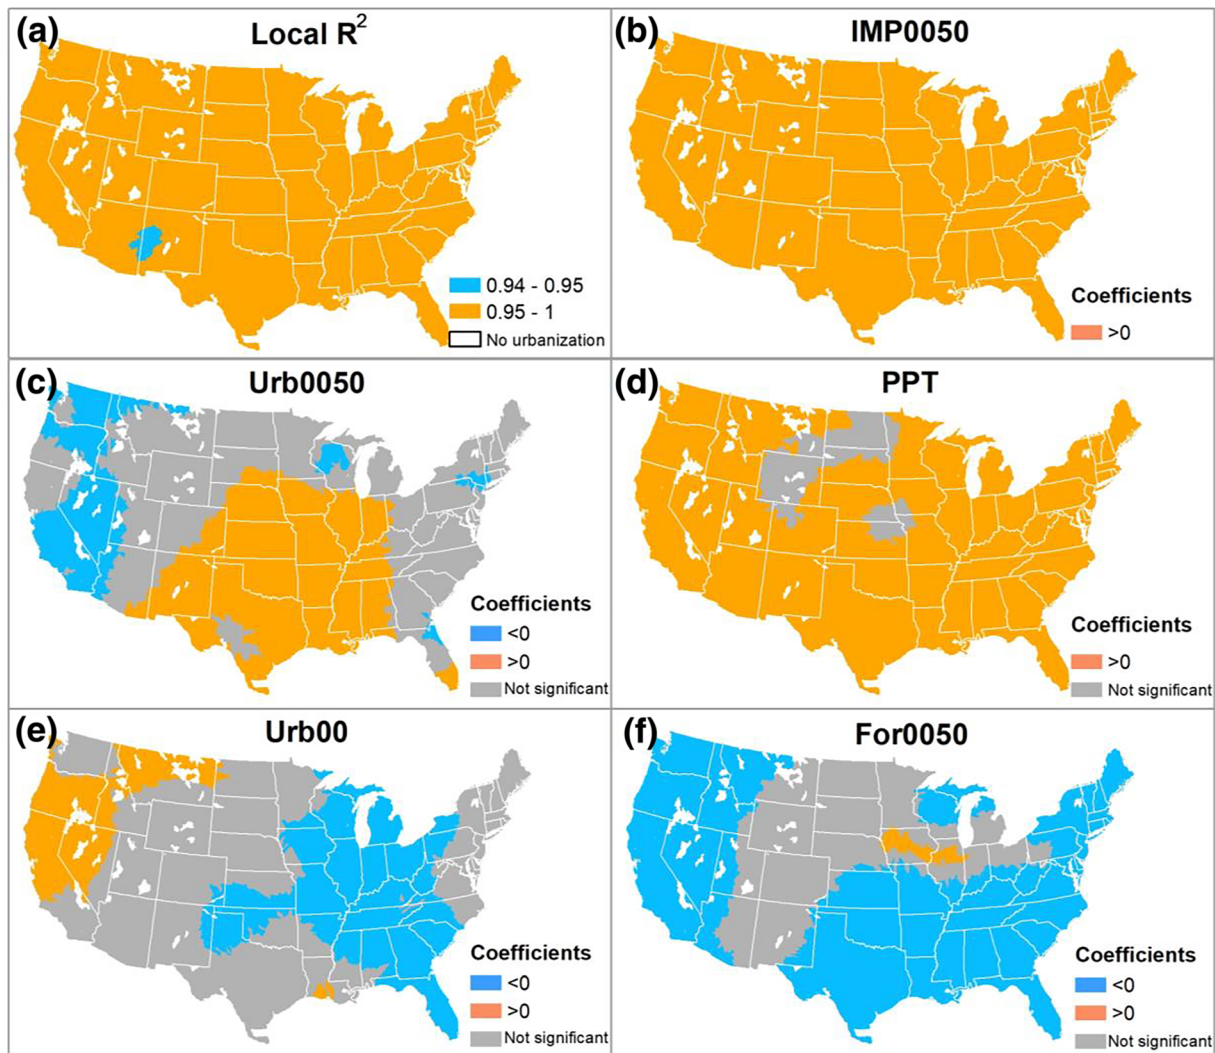 (a) Local R²
0.94 - 0.95
0.95 - 1
No urbanization
(b) IMP0050
Coefficients
>0
(c) Urb0050
Coefficients
<0
>0
Not significant
(d) PPT
Coefficients
>0
Not significant
(e) Urb00
Coefficients
<0
>0
Not significant
(f) For0050
Coefficients
<0
>0
Not significant